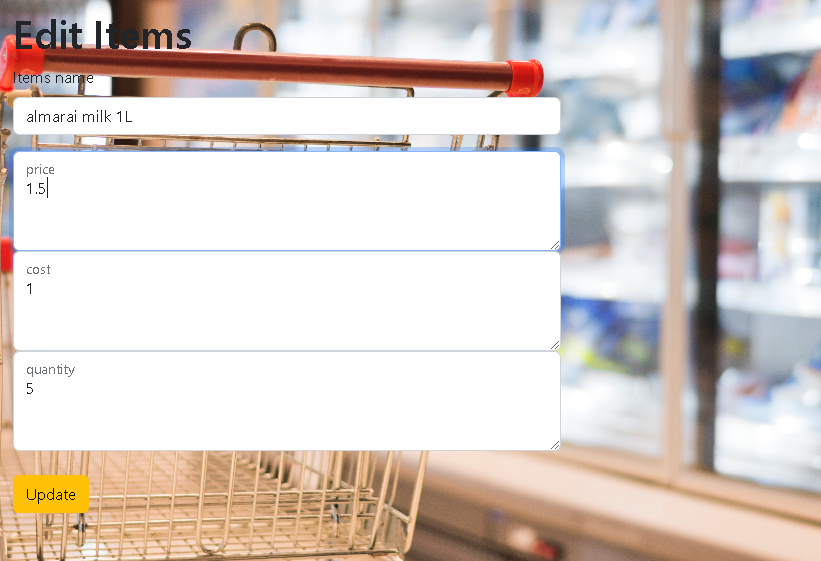 Edit Items
Items name
almarai milk 1L
price
1.5
cost
1
quantity
5
Update